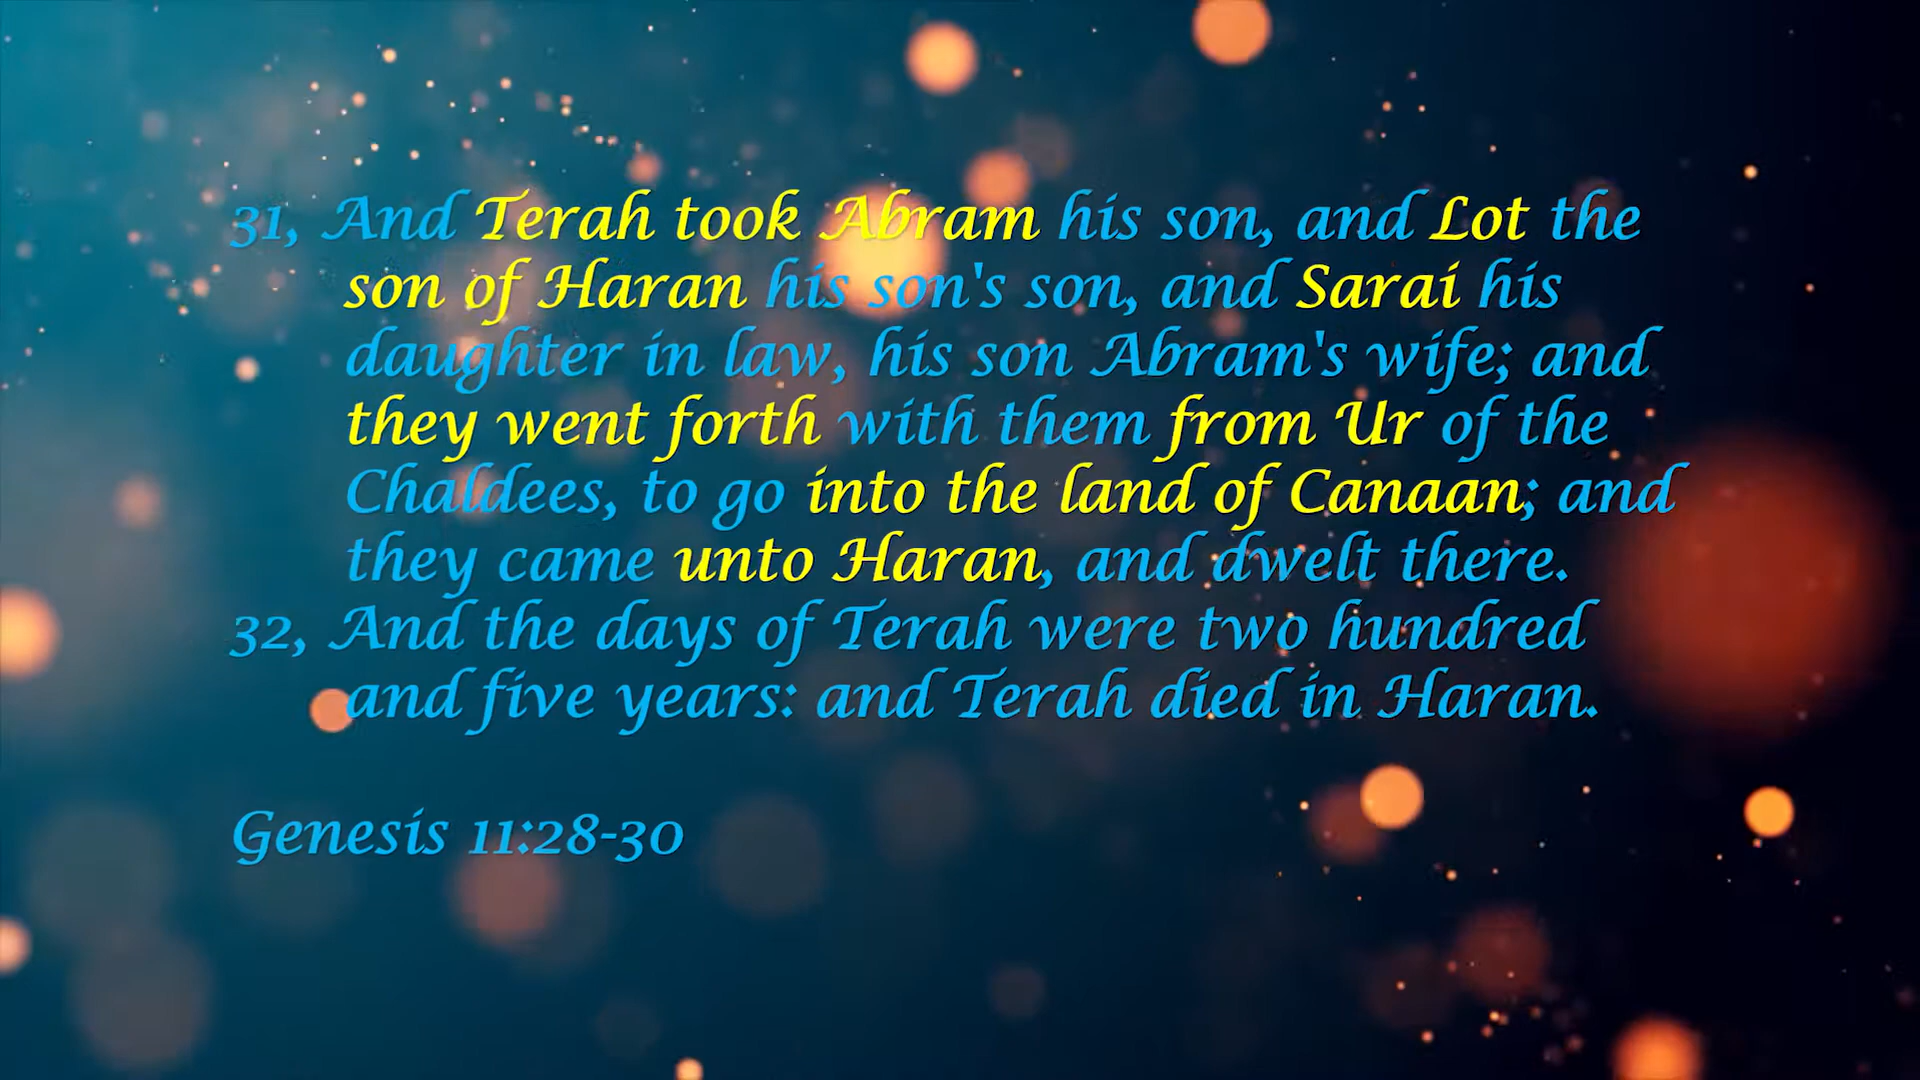 31, And Terah took Abram his son, and Lot the
son of Haran his son's son, and Sarai his
daughter in law, his son Abram's wife; and
they went forth with them from Ur of the
Chaldees, to go into the land of Canaan; and
they came unto Haran, and dwelt there.
32, And the days of Terah were two hundred
and five years: and Terah died in Haran.
Genesis 11:28-30